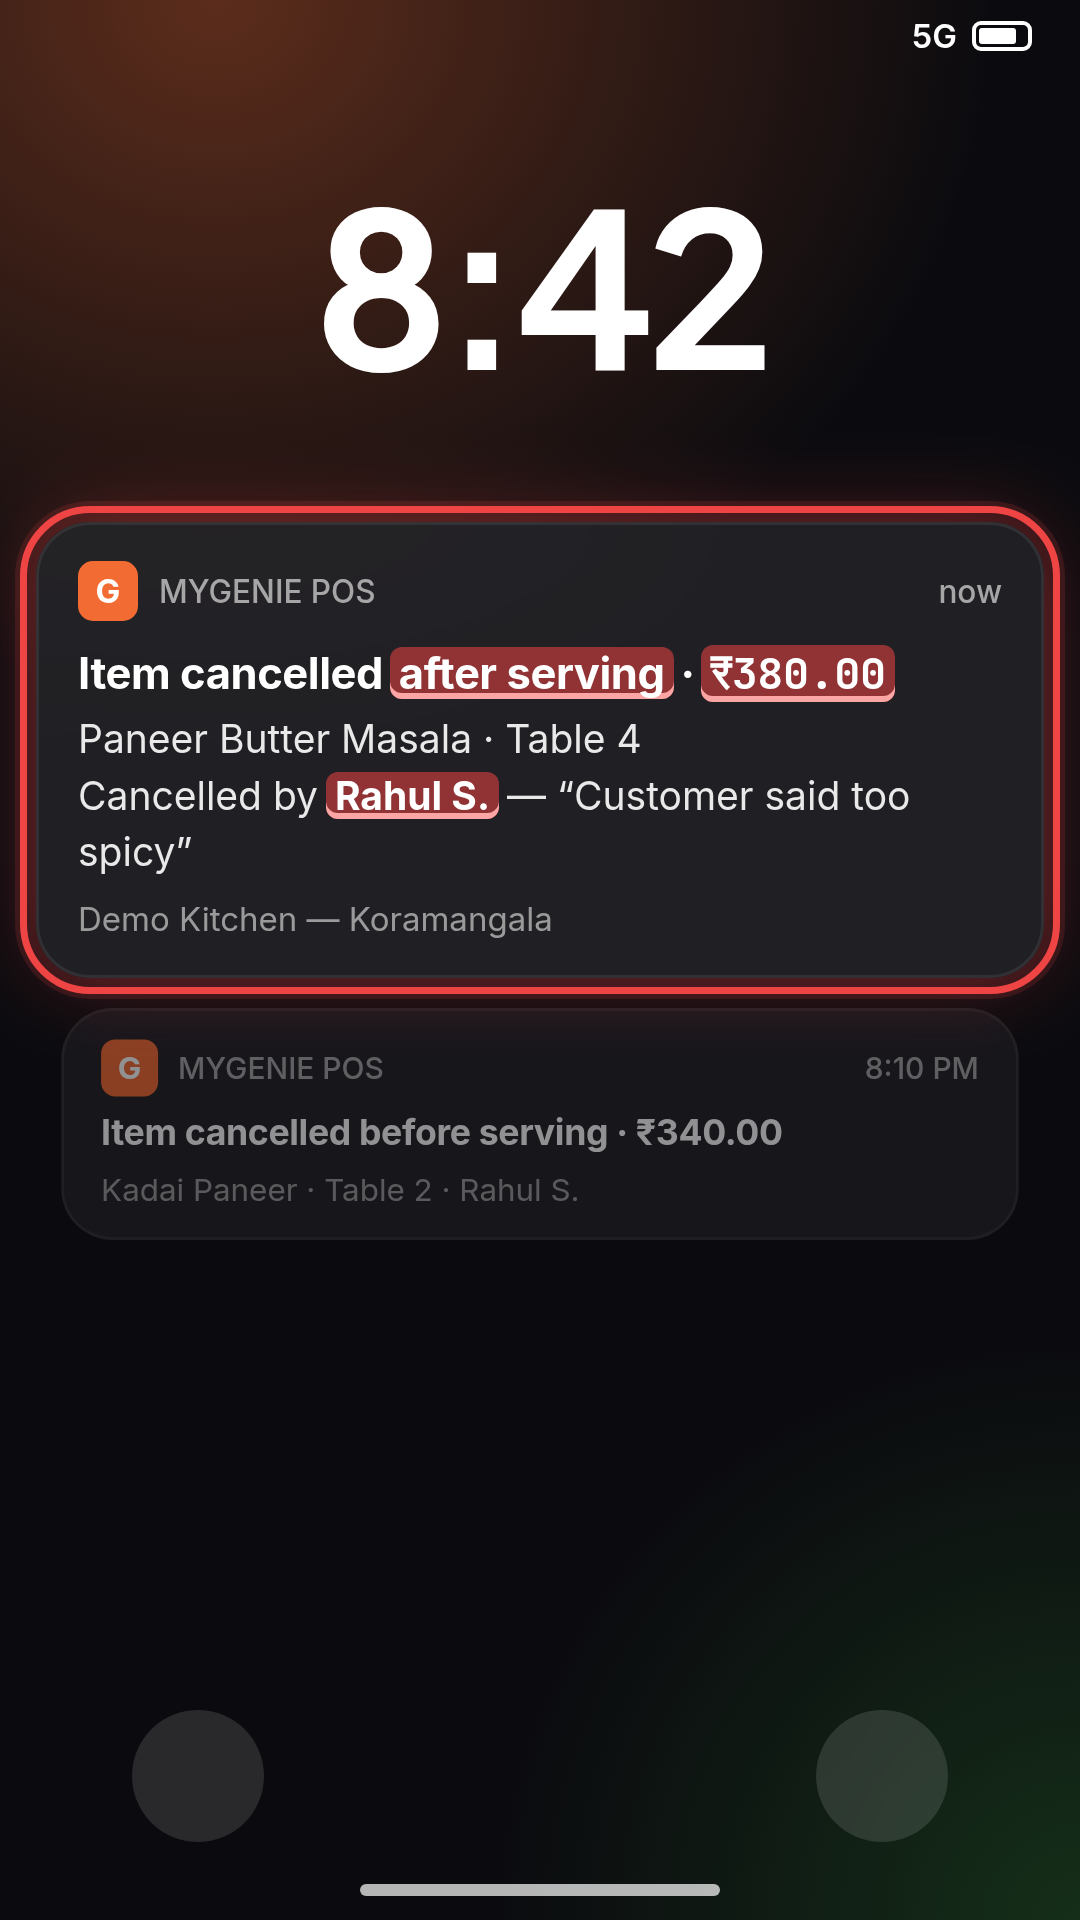 5G
8:42
G MYGENIE POS now
Item cancelled after serving · ₹380.00
Paneer Butter Masala · Table 4
Cancelled by Rahul S. — “Customer said too
spicy”
Demo Kitchen — Koramangala
G MYGENIE POS 8:10 PM
Item cancelled before serving · ₹340.00
Kadai Paneer · Table 2 · Rahul S.